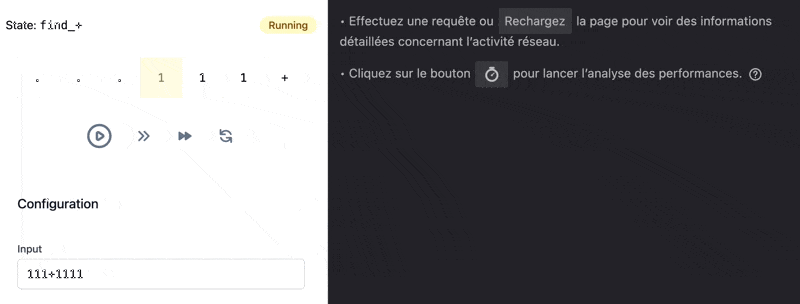 State: find_+
Running
。 。 。 1 1 1 +
Configuration
Input
111+1111
• Effectuez une requête ou Rechargez la page pour voir des informations
détaillées concernant l’activité réseau.
• Cliquez sur le bouton pour lancer l’analyse des performances.